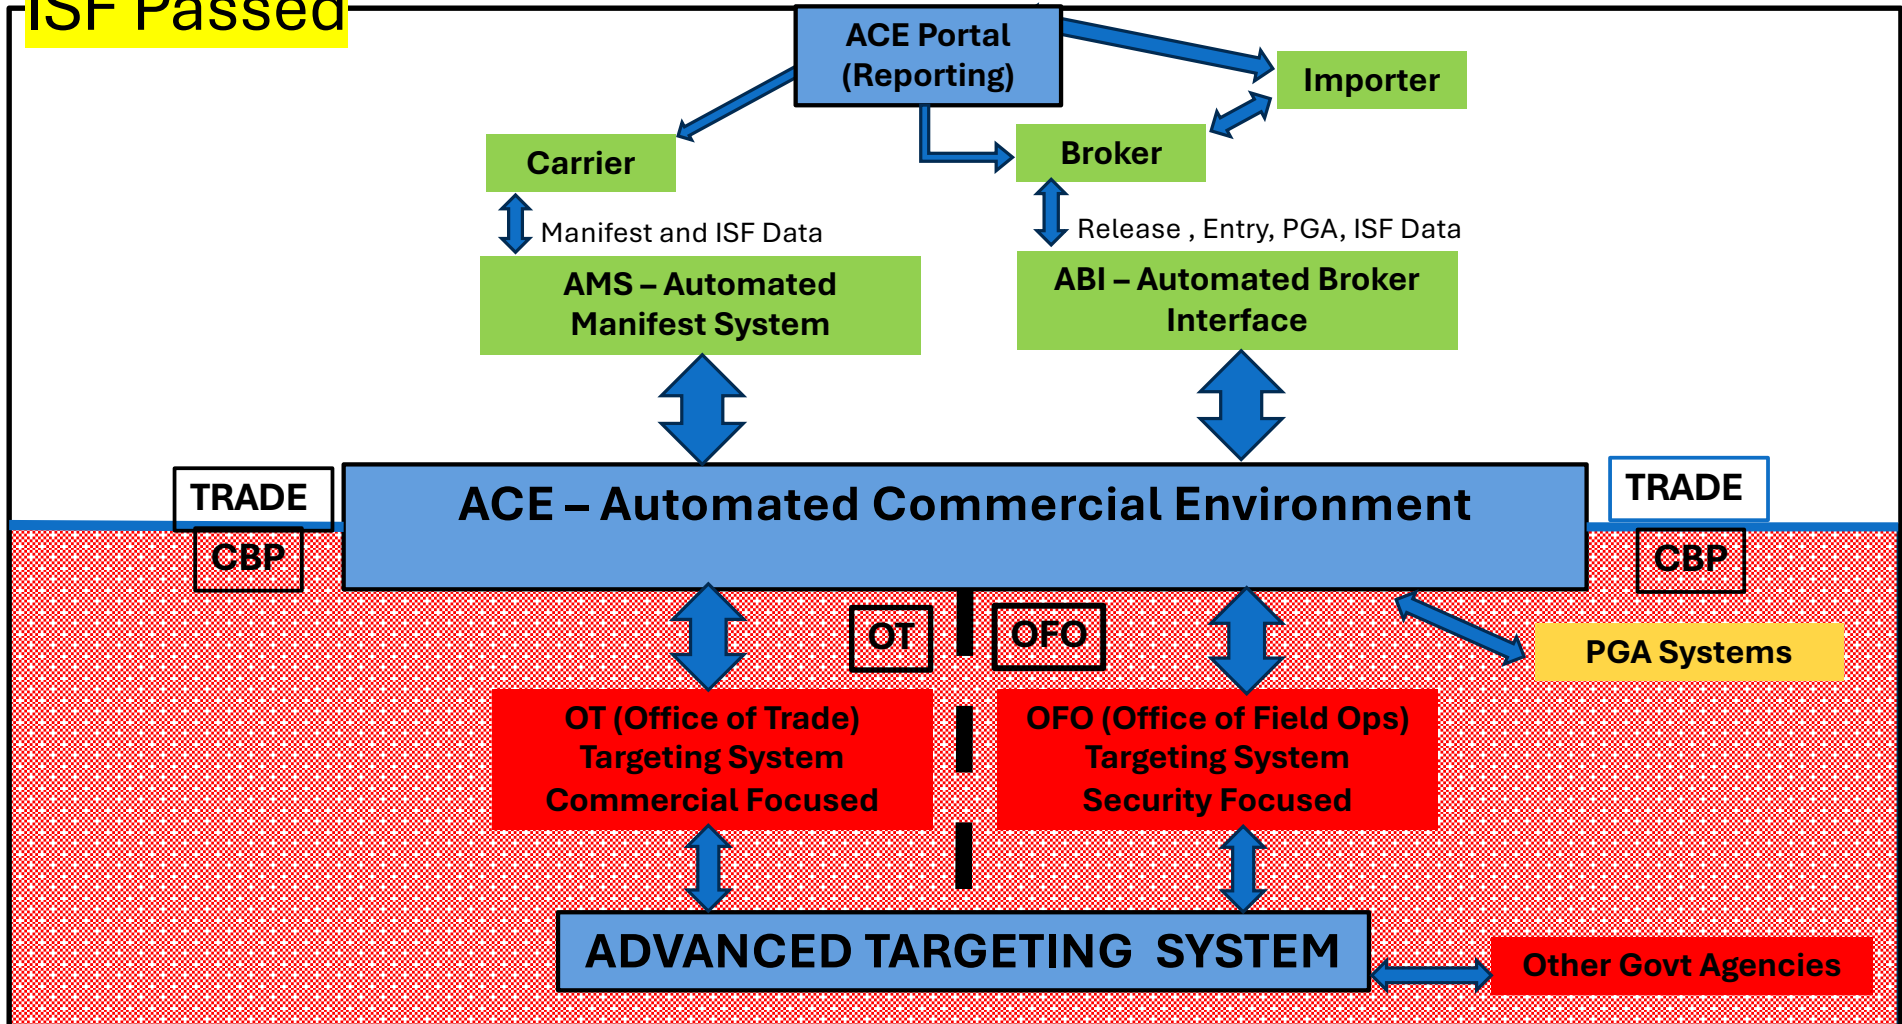 ISF Passed
ACE Portal
(Reporting)
Importer
Carrier
Broker
Manifest and ISF Data
Release , Entry, PGA, ISF Data
AMS – Automated
Manifest System
ABI – Automated Broker
Interface
TRADE
ACE – Automated Commercial Environment
TRADE
CBP
CBP
OT
OFO
PGA Systems
OT (Office of Trade)
Targeting System
Commercial Focused
OFO (Office of Field Ops)
Targeting System
Security Focused
ADVANCED TARGETING SYSTEM
Other Govt Agencies